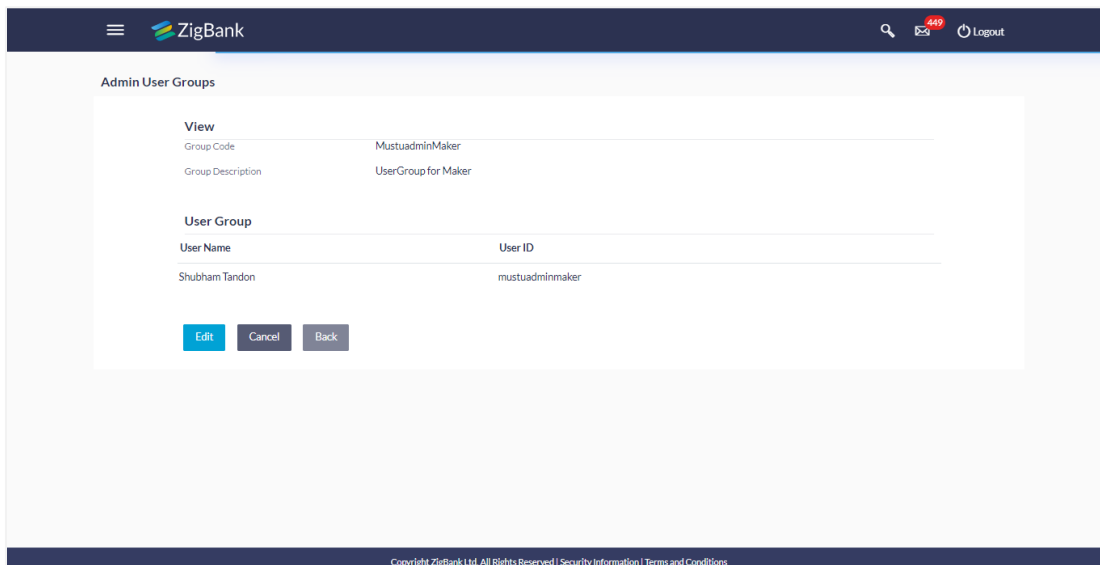 ZigBank
449
Logout
Admin User Groups
View
Group Code MustuadminMaker
Group Description UserGroup for Maker
User Group
User Name User ID
Shubham Tandon mustuadminmaker
Edit Cancel Back
Copyright ZigBank Ltd. All Rights Reserved | Security Information | Terms and Conditions